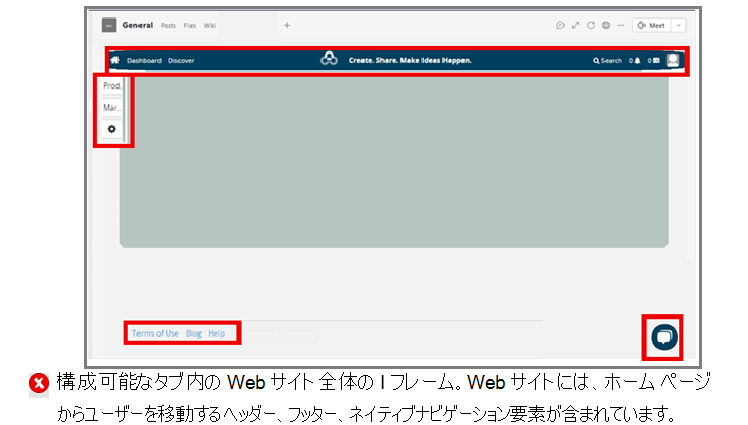 General Posts Files Wiki + Meet
Dashboard Discover Create. Share. Make Ideas Happen. Search 0 0
Prod..
Mar...
Terms of Use Blog Help
構成可能なタブ内の Web サイト全体の I フレーム。Web サイトには、ホーム ページ
からユーザーを移動するヘッダー、フッター、ネイティブナビゲーション要素が含まれています。